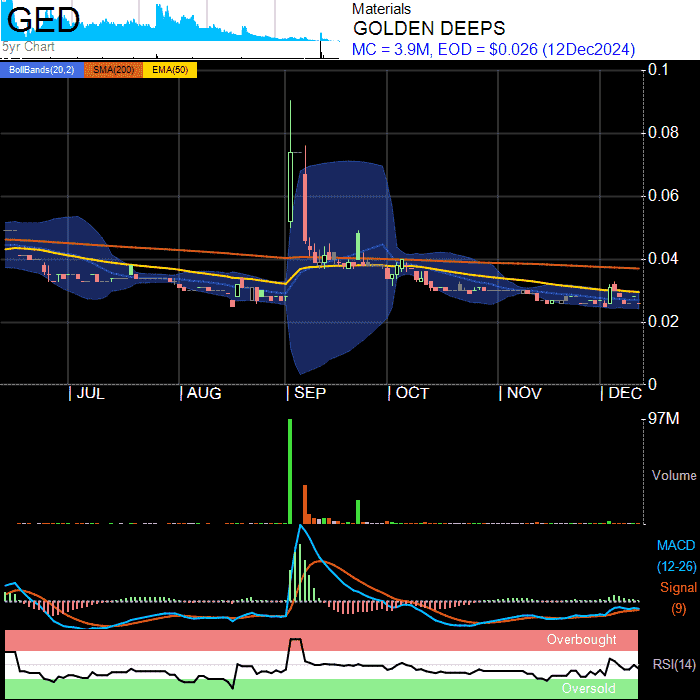 GED
5yr Chart
Materials
GOLDEN DEEPS
MC = 3.9M, EOD = $0.026 (12Dec2024)
BollBands(20,2) SMA(200) EMA(50)
0.1
0.08
0.06
0.04
0.02
0
JUL AUG SEP OCT NOV DEC
97M
Volume
MACD
(12-26)
Signal
(9)
Overbought
RSI(14)
Oversold